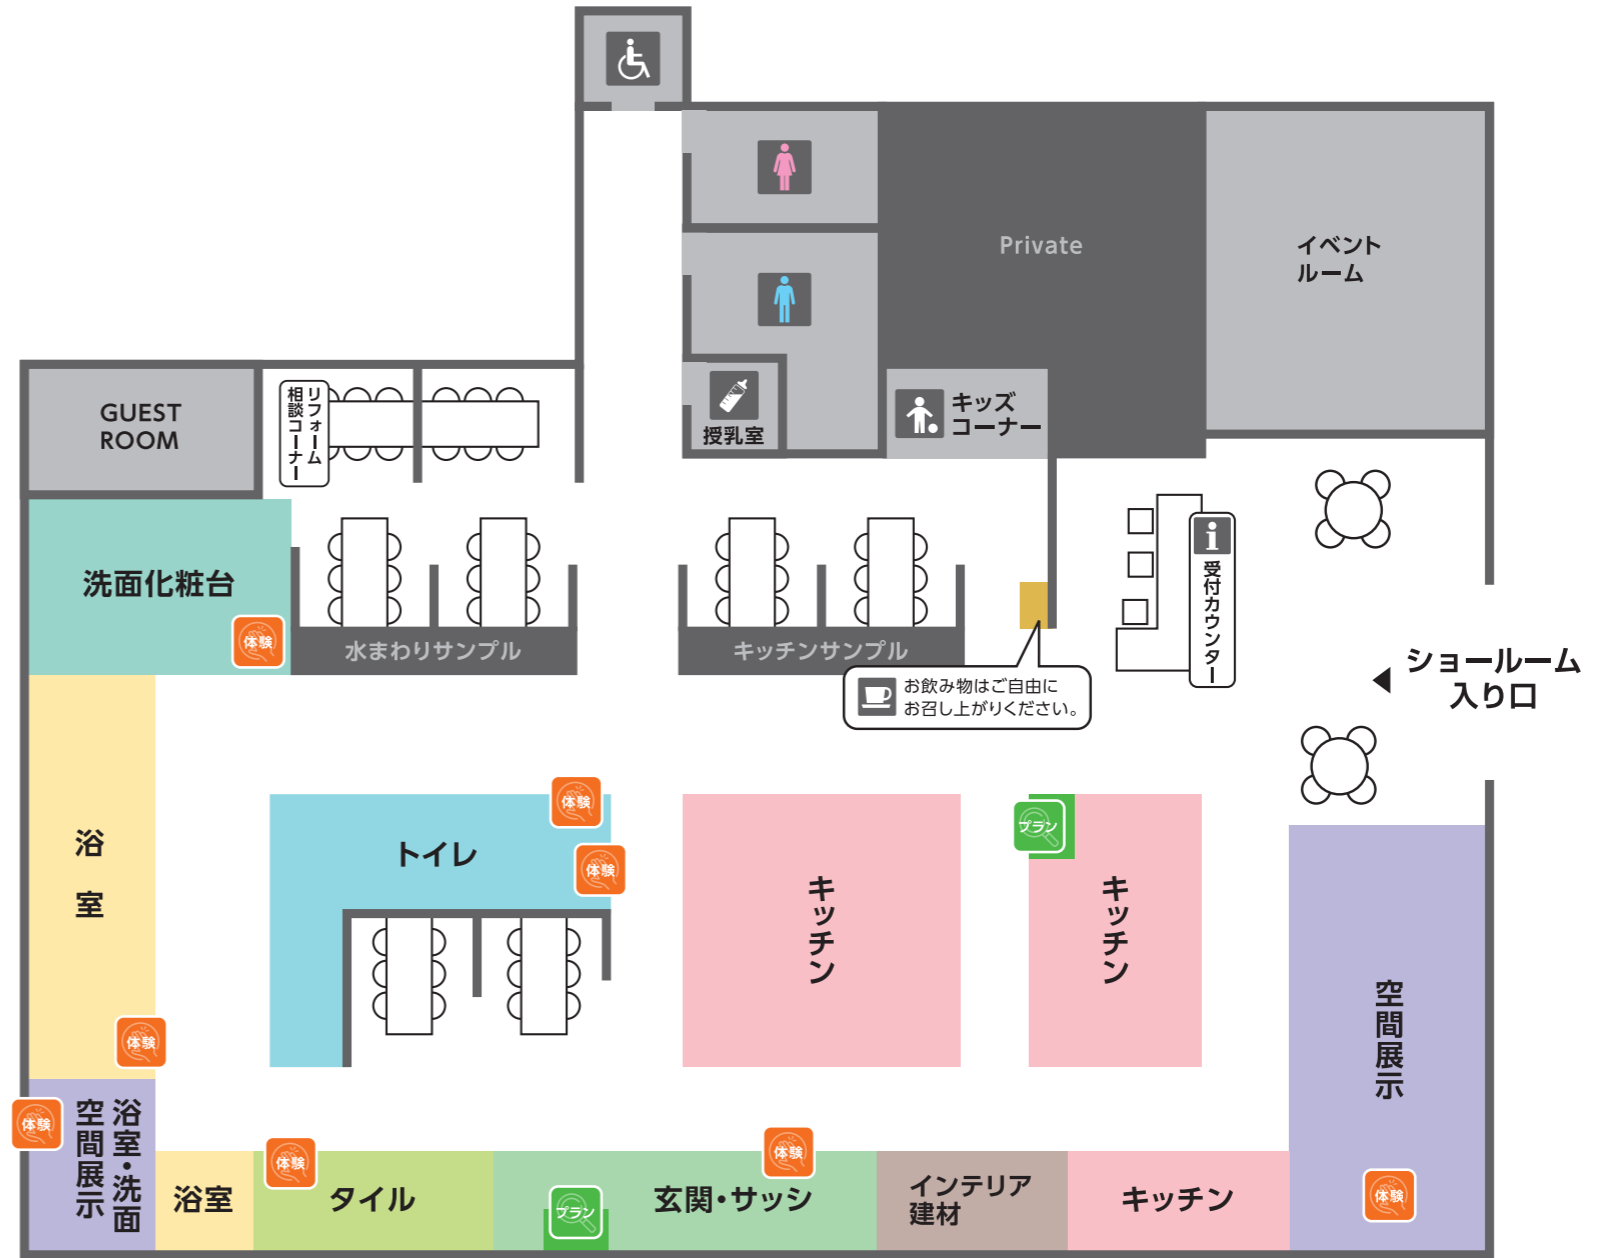 Private
イベント
ルーム
GUEST
ROOM
リフォーム
相談コーナー
授乳室
キッズ
コーナー
洗面化粧台
体験
水まわりサンプル
キッチンサンプル
受付カウンター
お飲み物はご自由に
お召し上がりください。
ショールーム
入り口
浴室
体験
トイレ
体験
体験
キッチン
プラン
キッチン
空間展示
体験
体験
浴室・洗面
空間展示
浴室
体験
タイル
プラン
玄関・サッシ
体験
インテリア
建材
キッチン